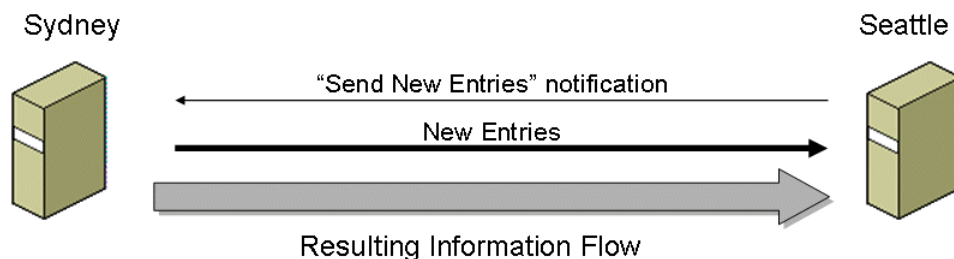 Sydney
Seattle
“Send New Entries” notification
New Entries
Resulting Information Flow